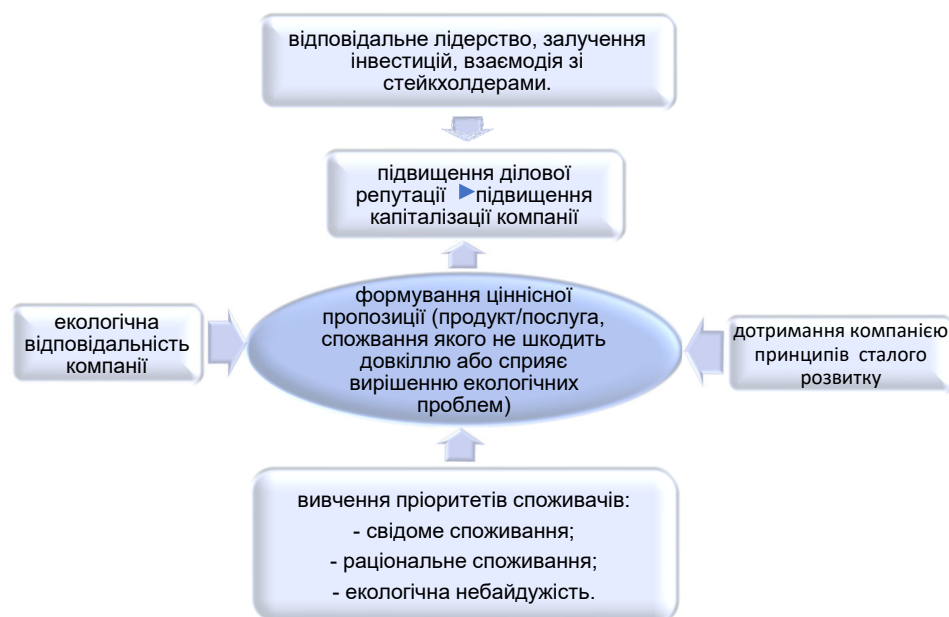 відповідальне лідерство, залучення
інвестицій, взаємодія зі
стейкхолдерами.
підвищення ділової
репутації підвищення
капіталізації компанії
формування ціннісної
пропозиції (продукт/послуга,
спожвання якого не шкодить
довкіллю або сприяє
вирішенню екологічних
проблем)
екологічна
відповідальність
компанії
дотримання компанією
принципів сталого
розвитку
вивчення пріоритетів споживачів:
- свідоме споживання;
- раціональне споживання;
- екологічна небайдужість.